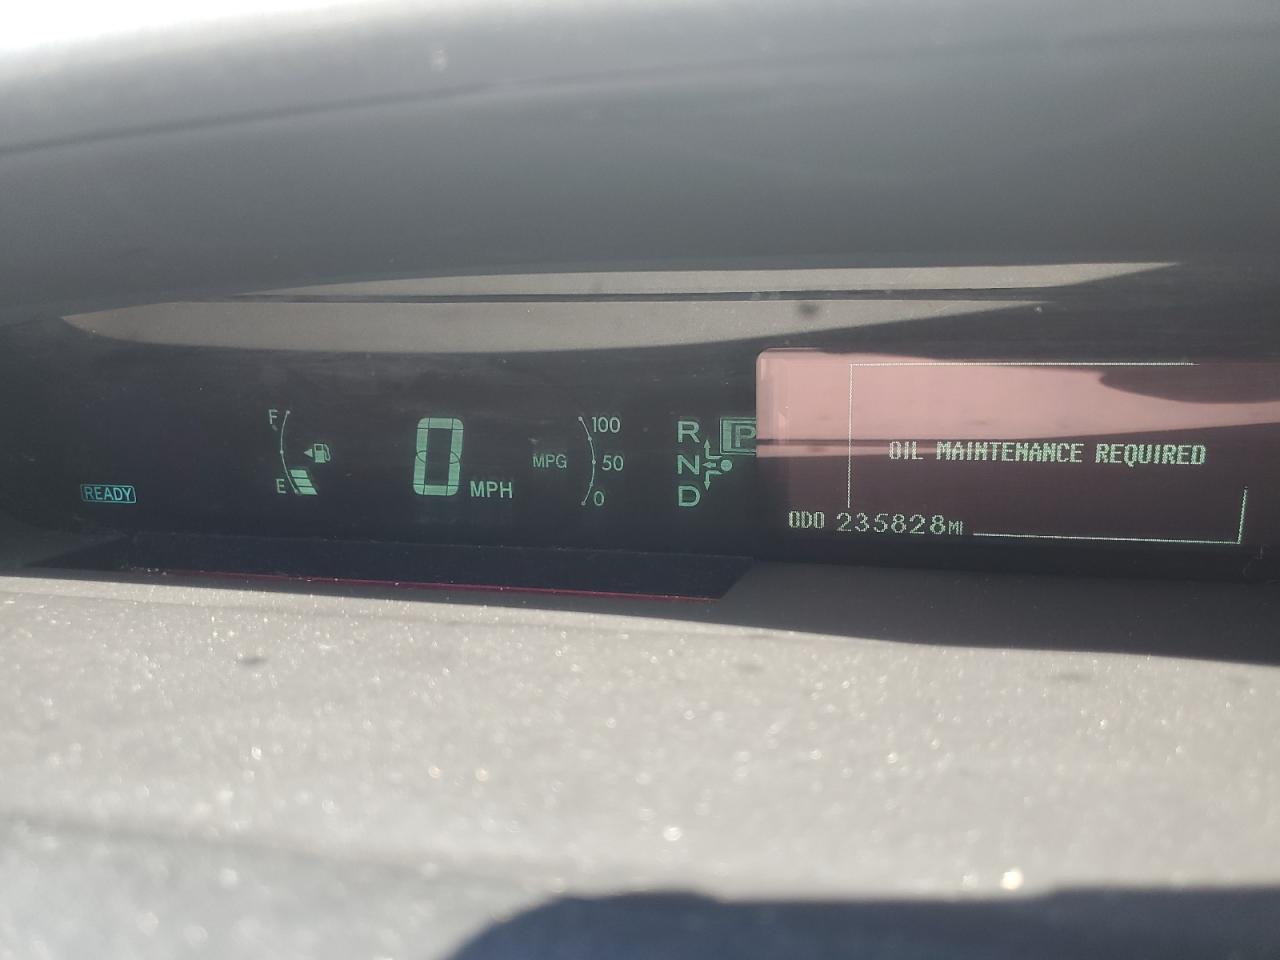 READY
F
E
0 MPH
MPG
100
50
0
R
N
D
P
OIL MAINTENANCE REQUIRED
ODO 235828MI